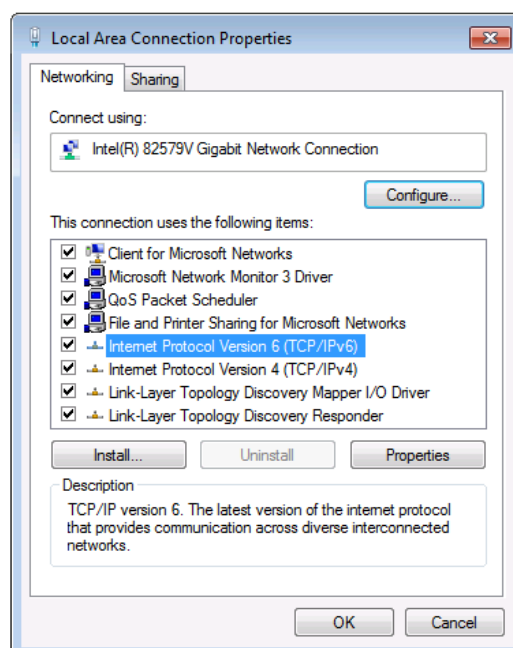 Local Area Connection Properties
Networking
Sharing
Connect using:
Intel(R) 82579V Gigabit Network Connection
Configure...
This connection uses the following items:
Client for Microsoft Networks
Microsoft Network Monitor 3 Driver
QoS Packet Scheduler
File and Printer Sharing for Microsoft Networks
Internet Protocol Version 6 (TCP/IPv6)
Internet Protocol Version 4 (TCP/IPv4)
Link-Layer Topology Discovery Mapper I/O Driver
Link-Layer Topology Discovery Responder
Install...
Uninstall
Properties
Description
TCP/IP version 6. The latest version of the internet protocol
that provides communication across diverse interconnected
networks.
OK
Cancel